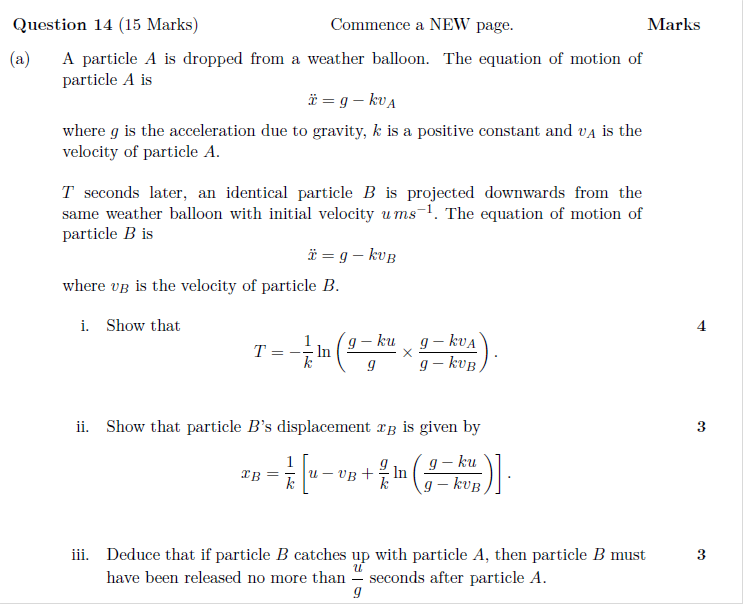 Question 14 (15 Marks) Commence a NEW page. Marks
(a) A particle A is dropped from a weather balloon. The equation of motion of
particle A is
ẍ = g − kv_A
where g is the acceleration due to gravity, k is a positive constant and v_A is the
velocity of particle A.
T seconds later, an identical particle B is projected downwards from the
same weather balloon with initial velocity u ms⁻¹. The equation of motion of
particle B is
ẍ = g − kv_B
where v_B is the velocity of particle B.
i. Show that 4
T = −\frac{1}{k} ln \left( \frac{g − ku}{g} × \frac{g − kv_A}{g − kv_B} \right).
ii. Show that particle B's displacement x_B is given by 3
x_B = \frac{1}{k} \left[ u − v_B + \frac{g}{k} ln \left( \frac{g − ku}{g − kv_B} \right) \right].
iii. Deduce that if particle B catches up with particle A, then particle B must 3
have been released no more than \frac{u}{g} seconds after particle A.